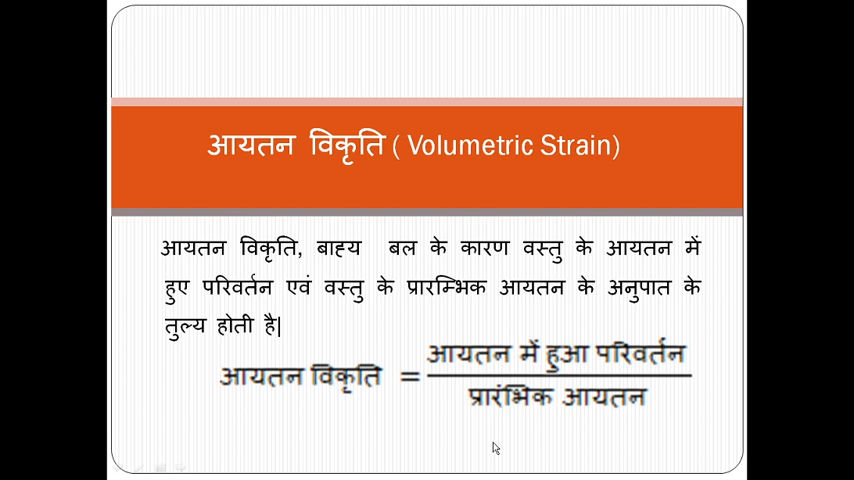 आयतन विकृति ( Volumetric Strain)
आयतन विकृति, बाह्य बल के कारण वस्तु के आयतन में
हुए परिवर्तन एवं वस्तु के प्रारम्भिक आयतन के अनुपात के
तुल्य होती है|
आयतन विकृति = आयतन में हुआ परिवर्तन
प्रारंभिक आयतन